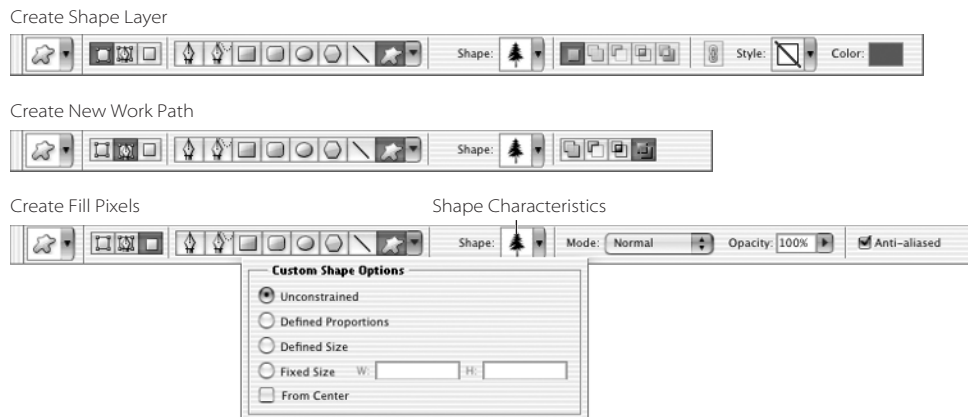 Create Shape Layer
Shape: Style: Color:
Create New Work Path
Shape:
Create Fill Pixels Shape Characteristics
Shape: Mode: Normal Opacity: 100% Anti-aliased
Custom Shape Options
Unconstrained
Defined Proportions
Defined Size
Fixed Size W: H:
From Center